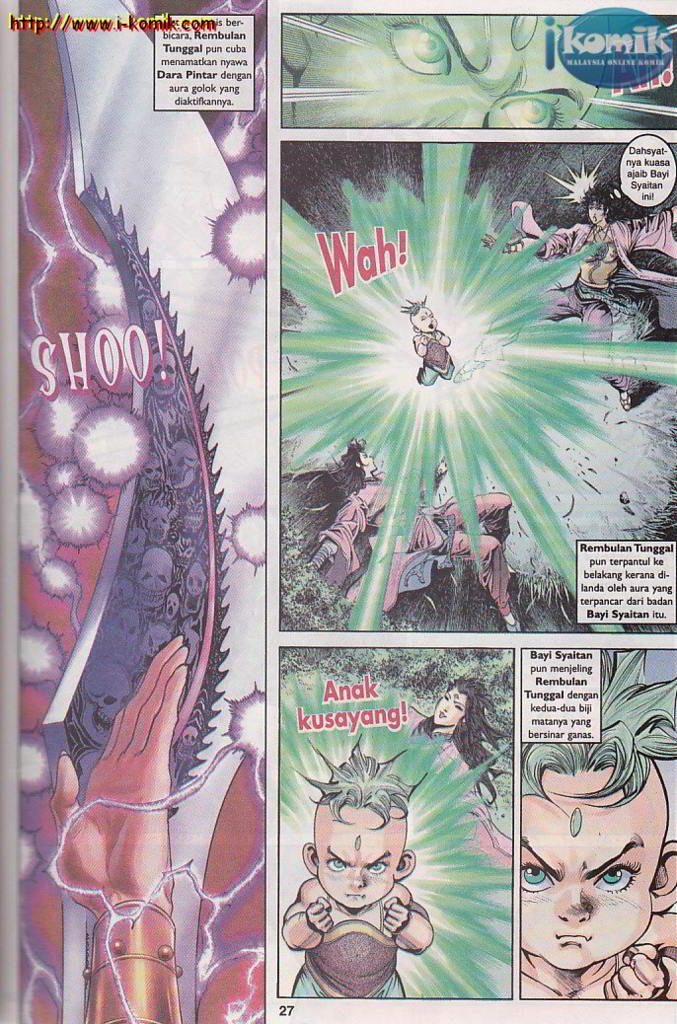 http://www.i-komik.com
is ber-
bicara, Rembulan
Tunggal pun cuba
menamatkan nyawa
Dara Pintar dengan
aura golok yang
diaktifkannya.
SHOO!
ikomik
MALAYSIA ONLINE KOMIK
Dahsyat-
nya kuasa
ajaib Bayi
Syaitan
ini!
Wah!
Rembulan Tunggal
pun terpantul ke
belakang kerana di-
landa oleh aura yang
terpancar dari badan
Bayi Syaitan itu.
Anak
kusayang!
Bayi Syaitan
pun menjeling
Rembulan
Tunggal dengan
kedua-dua biji
matanya yang
bersinar ganas.
27